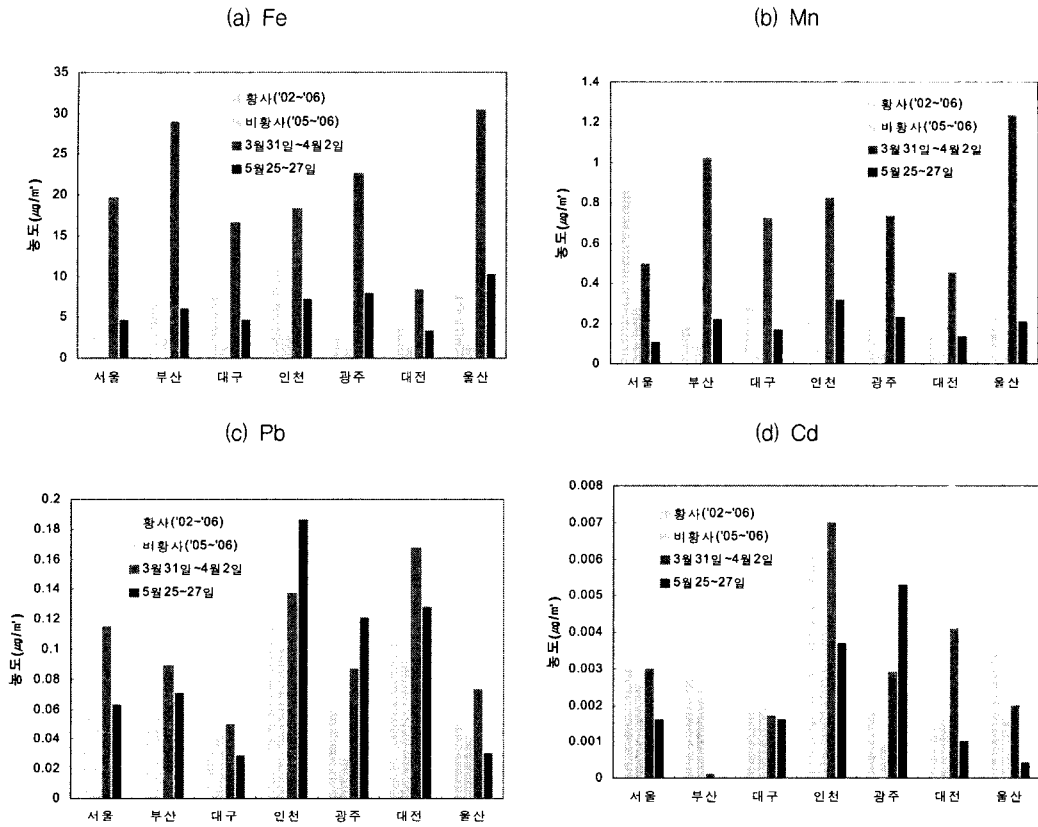 (a) Fe
35
30
25
20
15
10
5
0
농도(㎍/㎥)
황사('02~'06)
비황사('05~'06)
3월31일~4월2일
5월25~27일
서울 부산 대구 인천 광주 대전 울산
(b) Mn
1.4
1.2
1
0.8
0.6
0.4
0.2
0
농도(㎍/㎥)
황사('02~'06)
비황사('05~'06)
3월31일~4월2일
5월25~27일
서울 부산 대구 인천 광주 대전 울산
(c) Pb
0.2
0.18
0.16
0.14
0.12
0.1
0.08
0.06
0.04
0.02
0
농도(㎍/㎥)
황사('02~'06)
비황사('05~'06)
3월31일~4월2일
5월25~27일
서울 부산 대구 인천 광주 대전 울산
(d) Cd
0.008
0.007
0.006
0.005
0.004
0.003
0.002
0.001
0
농도(㎍/㎥)
황사('02~'06)
비황사('05~'06)
3월31일~4월2일
5월25~27일
서울 부산 대구 인천 광주 대전 울산